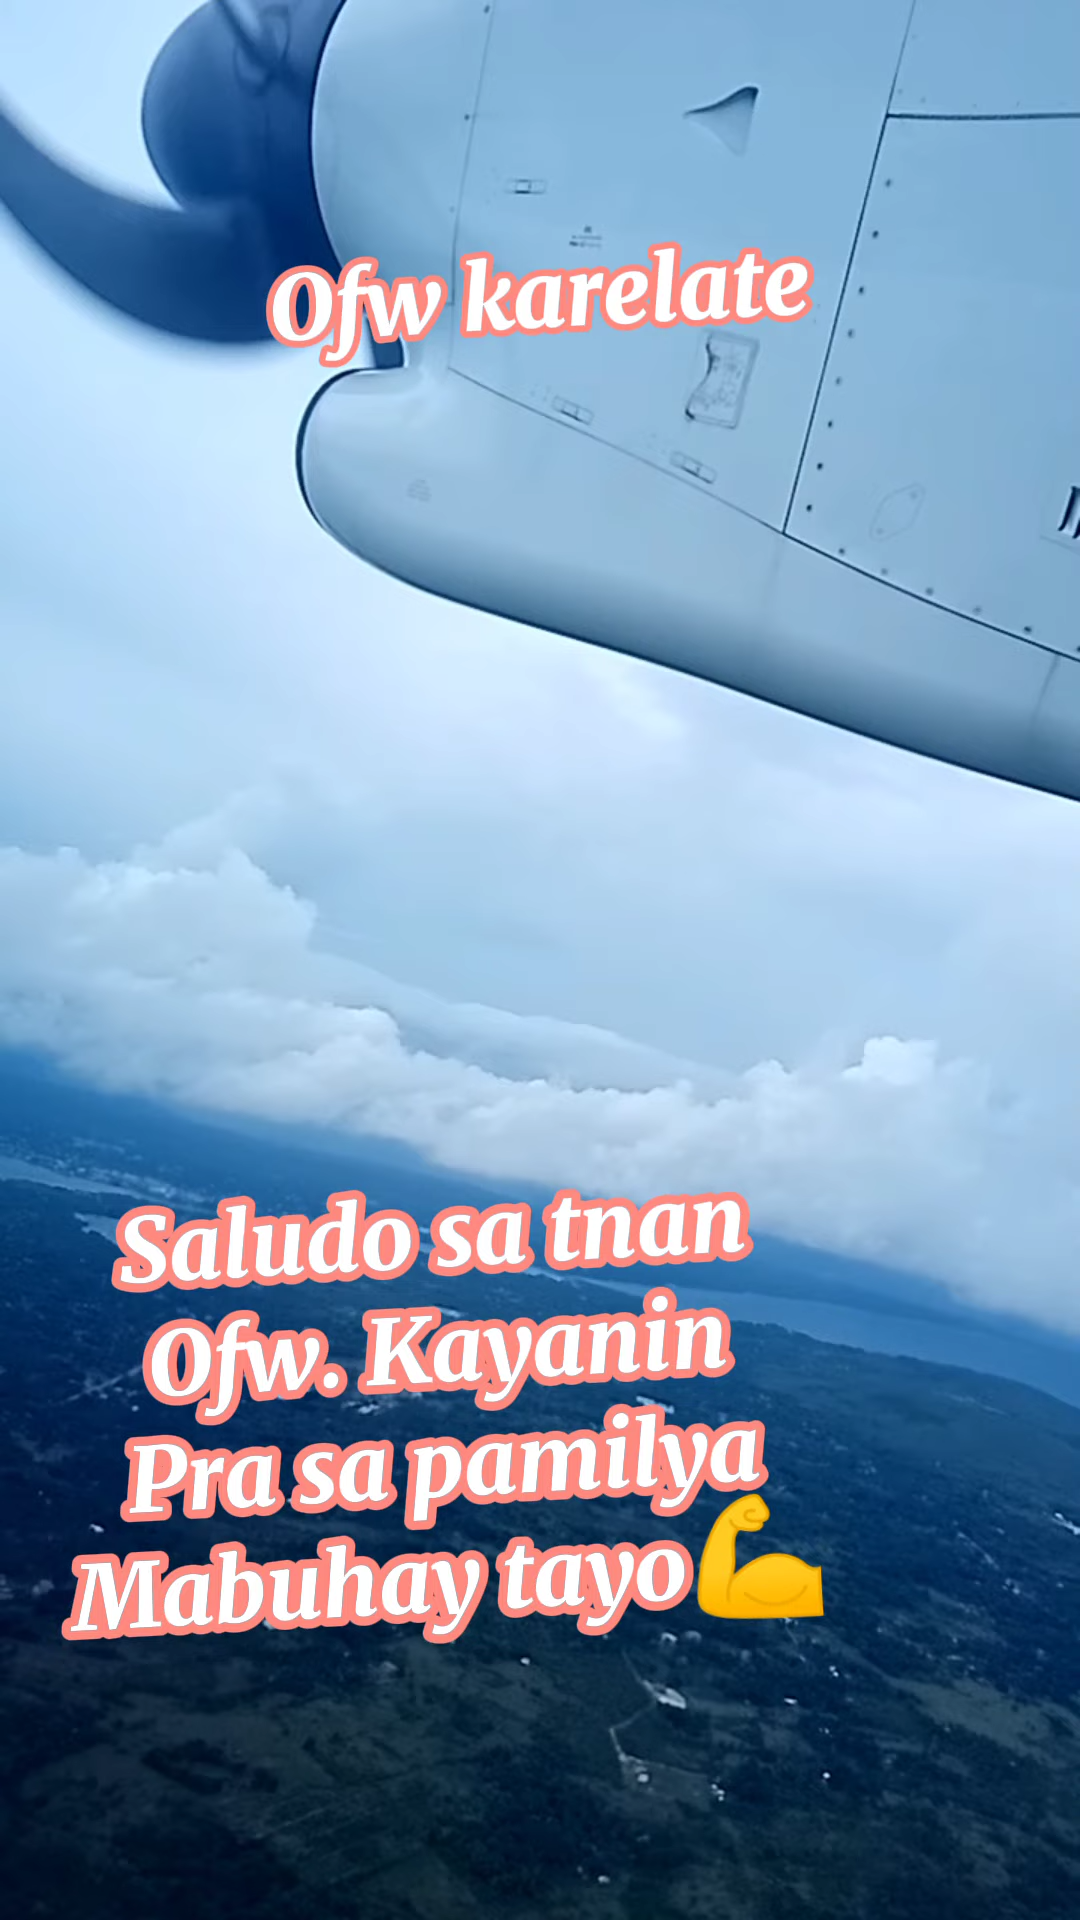 Ofw karelate
Saludo sa tnan
Ofw. Kayanin
Pra sa pamilya
Mabuhay tayo💪